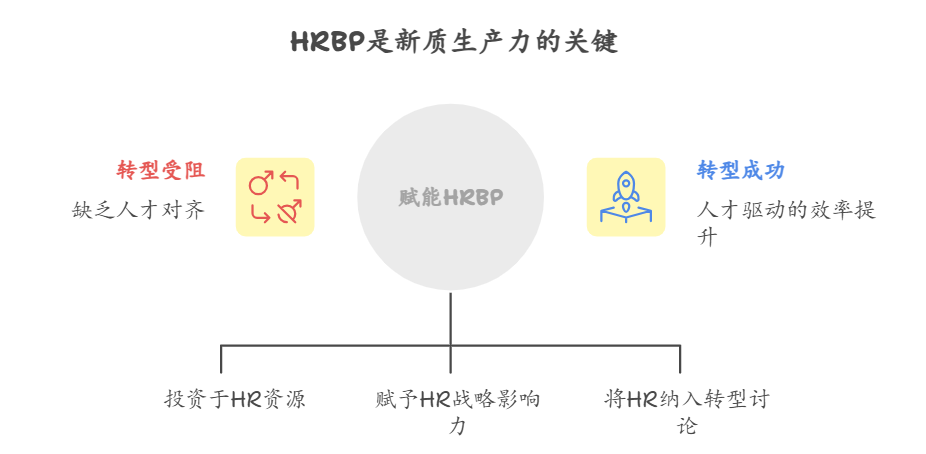 HRBP是新质生产力的关键
转型受阻
缺乏人才对齐
赋能HRBP
转型成功
人才驱动的效率提
升
投资于HR资源
赋予HR战略影响
力
将HR纳入转型讨
论